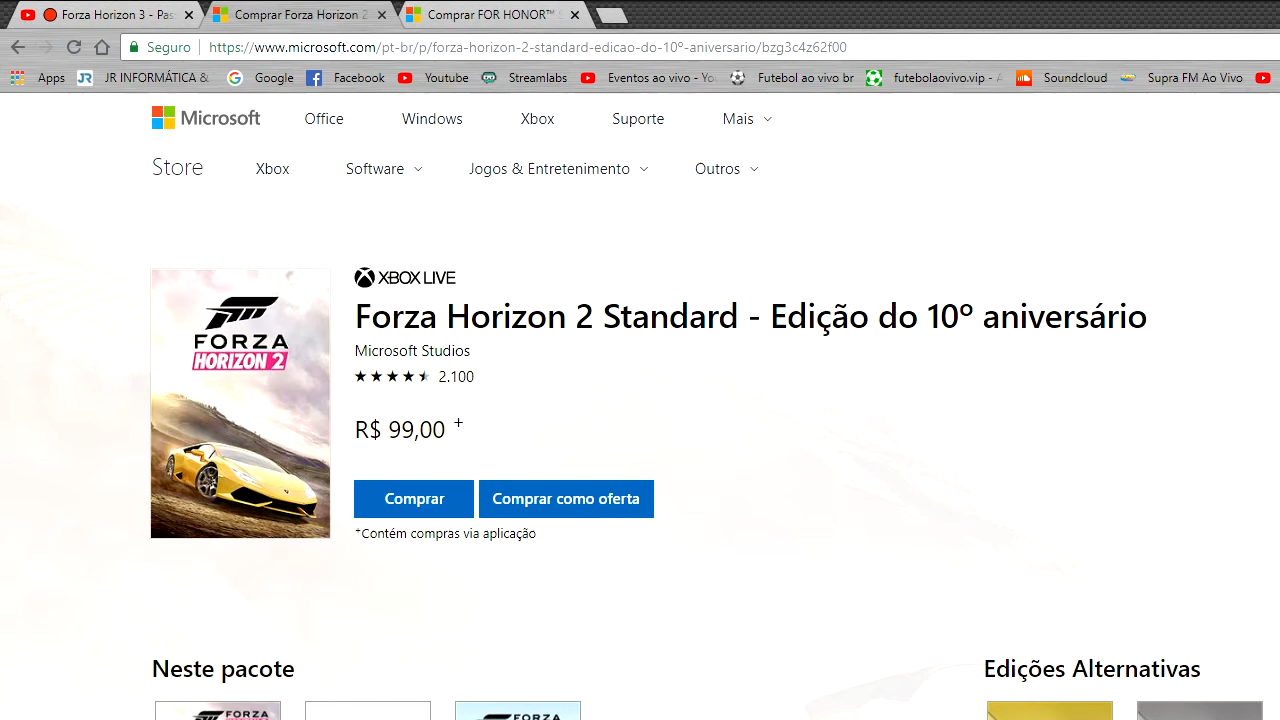 Forza Horizon 3 - Pas
Comprar Forza Horizon 2
Comprar FOR HONOR™ S
Seguro
https://www.microsoft.com/pt-br/p/forza-horizon-2-standard-edicao-do-10º-aniversario/bzg3c4z62f00
Apps
JR INFORMÁTICA &
Google
Facebook
Youtube
Streamlabs
Eventos ao vivo - Yo
Futebol ao vivo br
futebolaovivo.vip - A
Soundcloud
Supra FM Ao Vivo
Microsoft
Office
Windows
Xbox
Suporte
Mais
Store
Xbox
Software
Jogos & Entretenimento
Outros
XBOX LIVE
Forza Horizon 2 Standard - Edição do 10º aniversário
Microsoft Studios
2.100
R$ 99,00 +
Comprar
Comprar como oferta
+Contém compras via aplicação
FORZA
HORIZON 2
Neste pacote
Edições Alternativas
FORZA